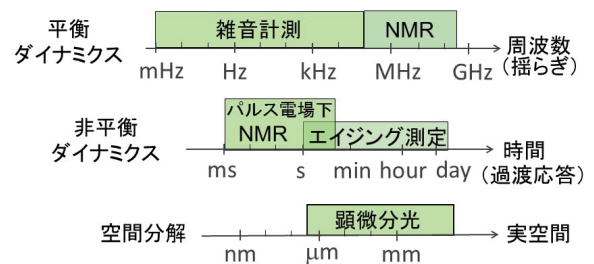 平衡
ダイナミクス
雑音計測
NMR
周波数
(揺らぎ)
mHz Hz kHz MHz GHz
非平衡
ダイナミクス
パルス電場下
NMR
エイジング測定
時間
(過渡応答)
ms s min hour day
空間分解
顕微分光
実空間
nm μm mm